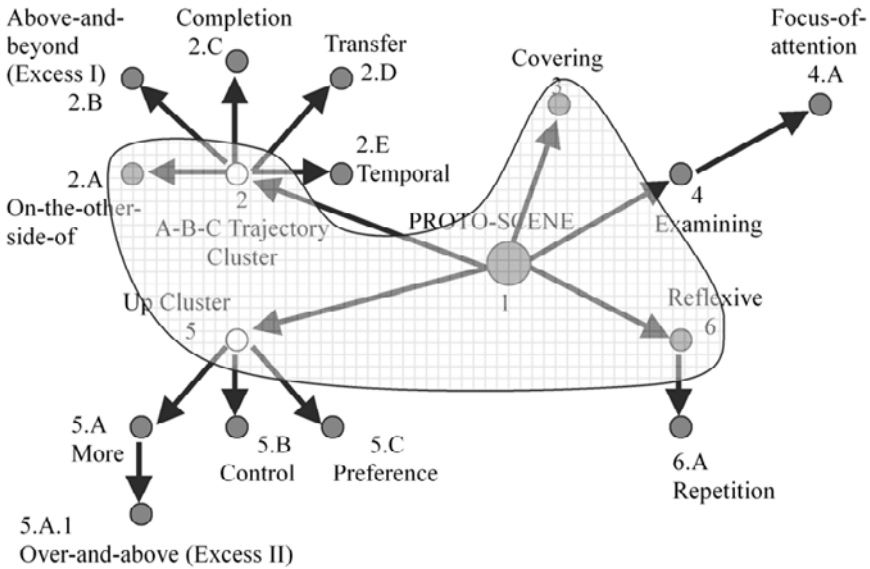 Above-and-
beyond
(Excess I)
2.B
Completion
2.C
Transfer
2.D
Covering
3
Focus-of-
attention
4.A
2.E
Temporal
2.A
On-the-other-
side-of
2
A-B-C Trajectory
Cluster
PROTO-SCENE
1
4
Examining
Up Cluster
5
Reflexive
6
5.A
More
5.B
Control
5.C
Preference
6.A
Repetition
5.A.1
Over-and-above (Excess II)